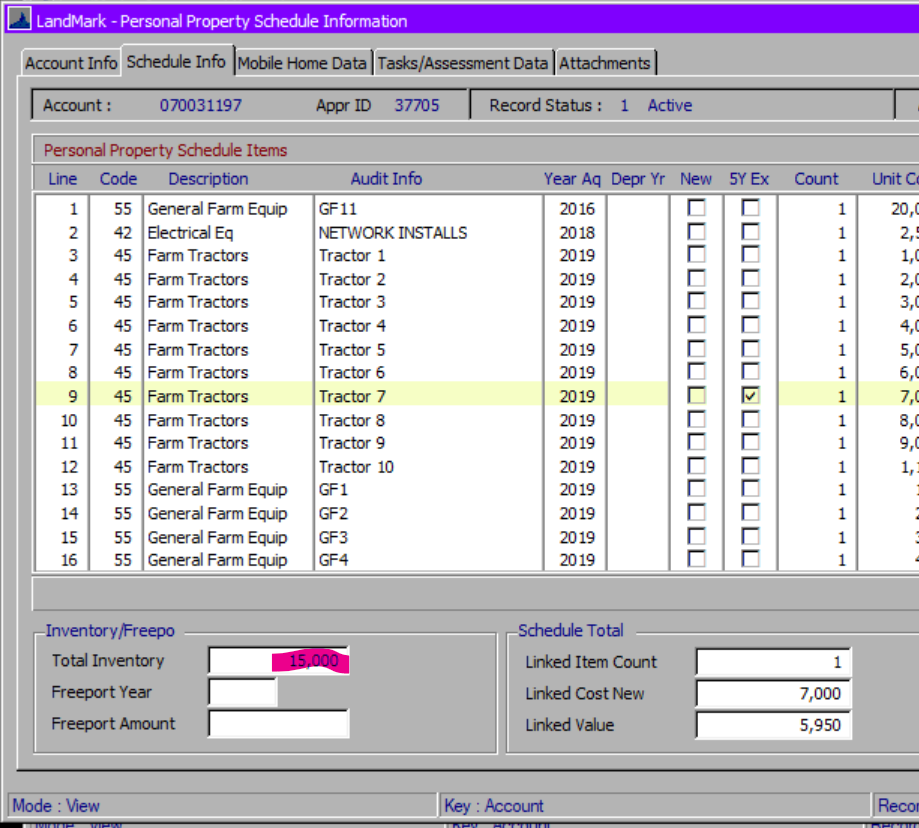 LandMark - Personal Property Schedule Information
Account Info Schedule Info Mobile Home Data Tasks/Assessment Data Attachments
Account : 070031197 Appr ID 37705 Record Status : 1 Active
Personal Property Schedule Items
Line Code Description Audit Info Year Aq Depr Yr New 5Y Ex Count Unit Co
1 55 General Farm Equip GF11 2016 1 20,0
2 42 Electrical Eq NETWORK INSTALLS 2018 1 2,5
3 45 Farm Tractors Tractor 1 2019 1 1,0
4 45 Farm Tractors Tractor 2 2019 1 2,0
5 45 Farm Tractors Tractor 3 2019 1 3,0
6 45 Farm Tractors Tractor 4 2019 1 4,0
7 45 Farm Tractors Tractor 5 2019 1 5,0
8 45 Farm Tractors Tractor 6 2019 1 6,0
9 45 Farm Tractors Tractor 7 2019 1 7,0
10 45 Farm Tractors Tractor 8 2019 1 8,0
11 45 Farm Tractors Tractor 9 2019 1 9,0
12 45 Farm Tractors Tractor 10 2019 1 1,1
13 55 General Farm Equip GF1 2019 1
14 55 General Farm Equip GF2 2019 1 2
15 55 General Farm Equip GF3 2019 1 3
16 55 General Farm Equip GF4 2019 1 4
Inventory/Freepo
Total Inventory 15,000
Freeport Year
Freeport Amount
Schedule Total
Linked Item Count 1
Linked Cost New 7,000
Linked Value 5,950
Mode : View Key : Account Recor